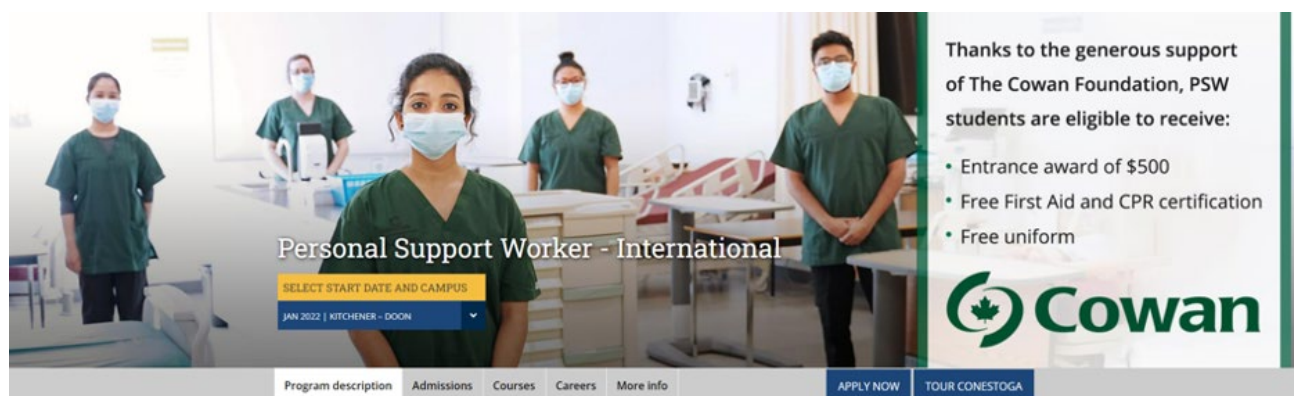 Thanks to the generous support
of The Cowan Foundation, PSW
students are eligible to receive:
• Entrance award of $500
• Free First Aid and CPR certification
• Free uniform
Cowan
Personal Support Worker - International
SELECT START DATE AND CAMPUS
JAN 2022 | KITCHENER – DOON
Program description Admissions Courses Careers More info APPLY NOW TOUR CONESTOGA